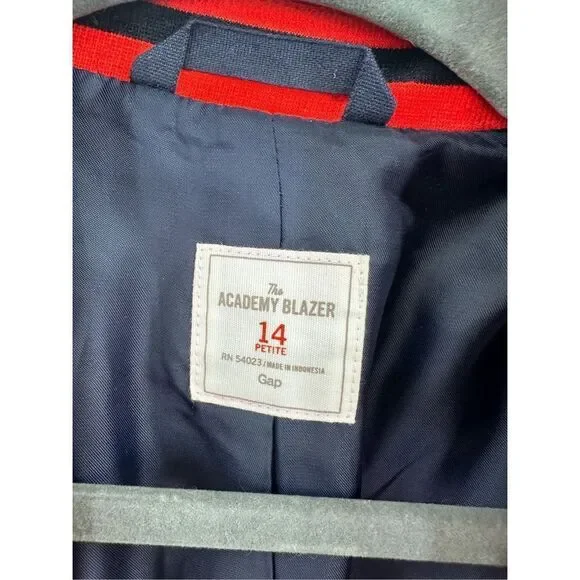 The
ACADEMY BLAZER
14
PETITE
RN 54023/MADE IN INDONESIA
Gap